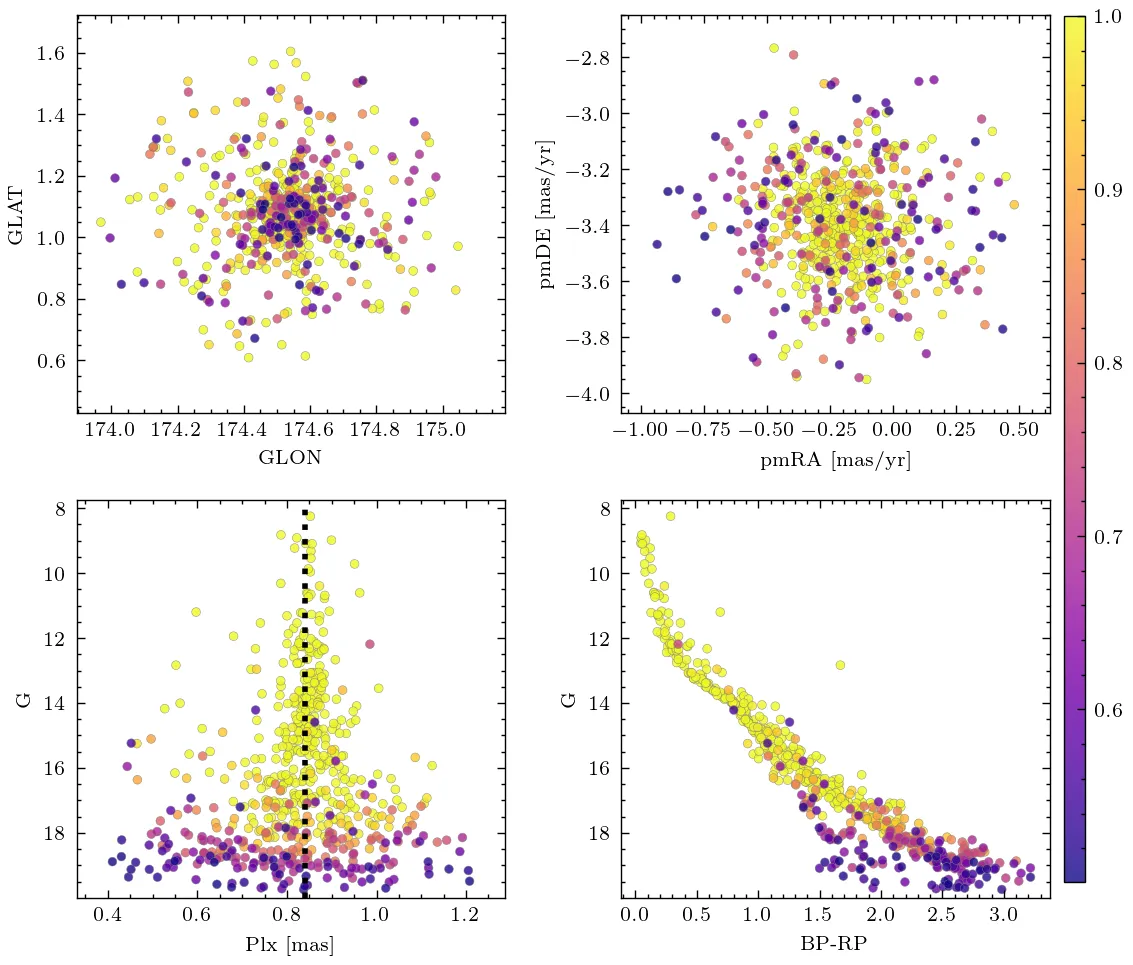 1.6
1.4
1.2
1.0
0.8
0.6
GLAT
174.0 174.2 174.4 174.6 174.8 175.0
GLON
−2.8
−3.0
−3.2
−3.4
−3.6
−3.8
−4.0
pmDE [mas/yr]
−1.00 −0.75 −0.50 −0.25 0.00 0.25 0.50
pmRA [mas/yr]
1.0
0.9
0.8
0.7
0.6
8
10
12
14
16
18
G
0.4 0.6 0.8 1.0 1.2
Plx [mas]
8
10
12
14
16
18
G
0.0 0.5 1.0 1.5 2.0 2.5 3.0
BP-RP